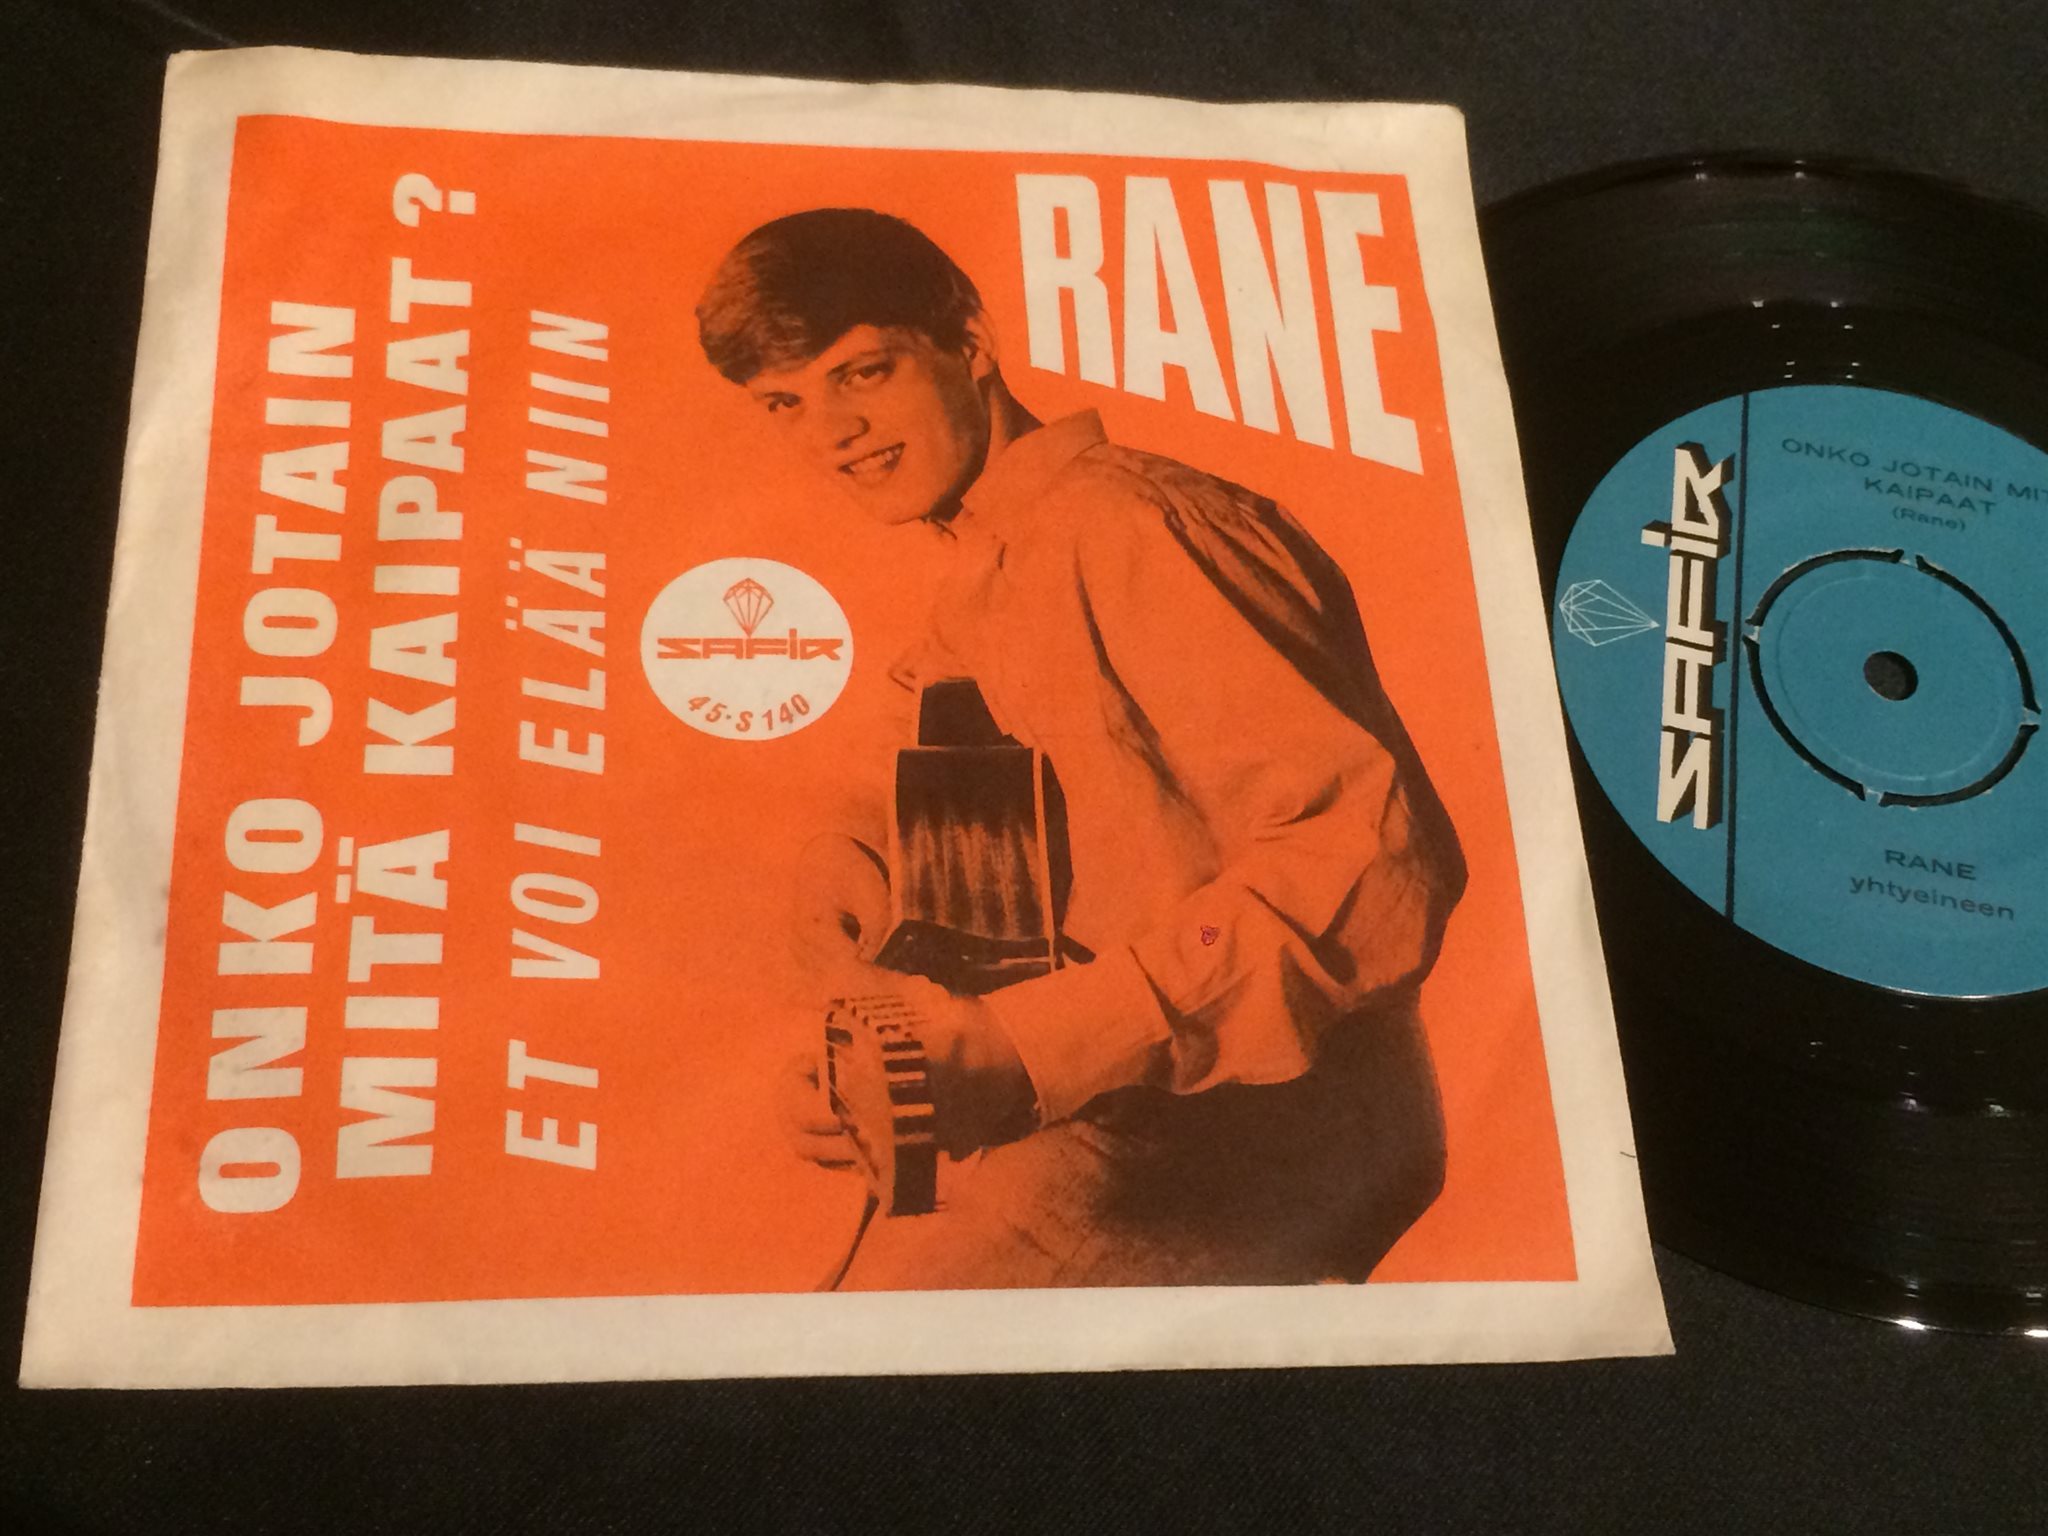 RANE
ONKO JOTAIN
MITÄ KAIPAAT?
ET VOI ELÄÄ NIIN
SAFIR
45-S 140
SAFIR
ONKO JOTAIN
KAIPAAT
(Rane)
RANE
yhtyeineen